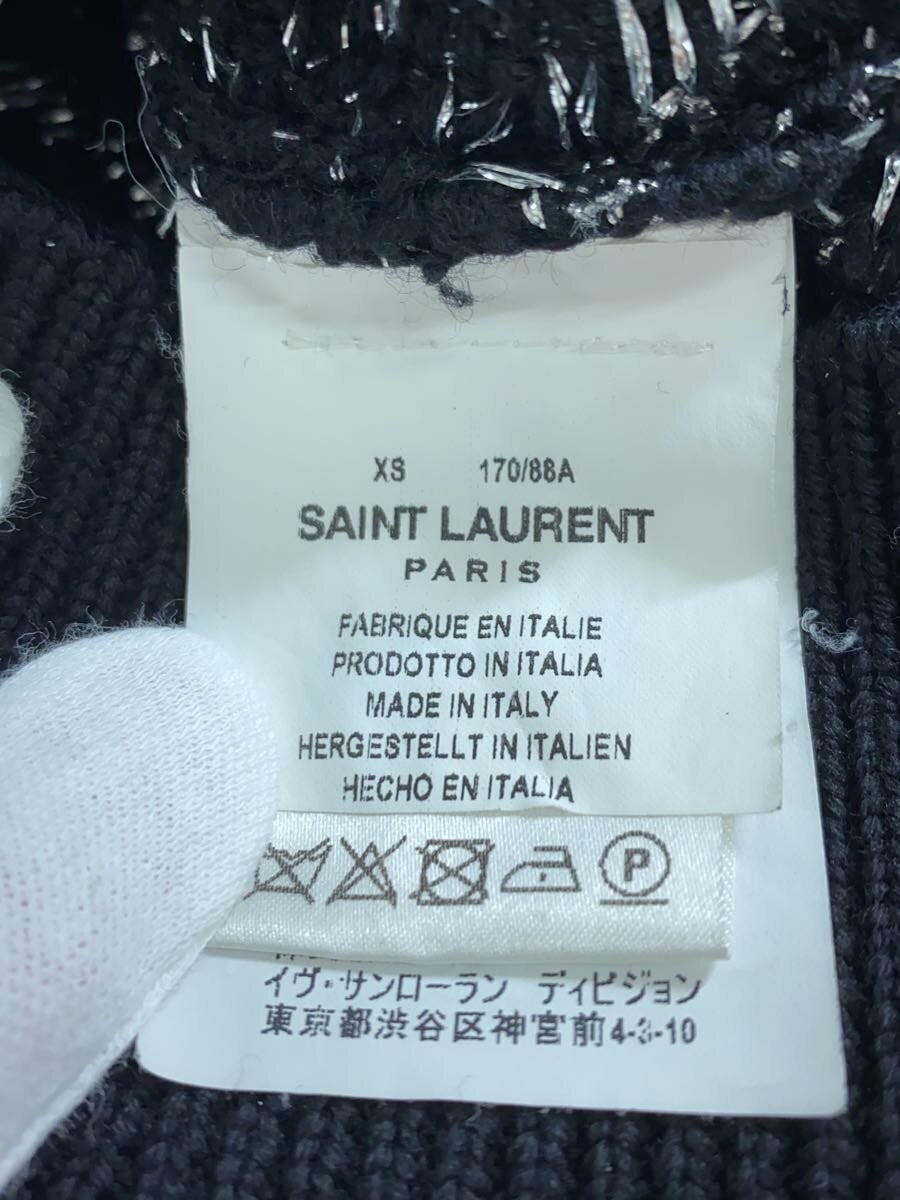 XS 170/88A
SAINT LAURENT
PARIS
FABRIQUE EN ITALIE
PRODOTTO IN ITALIA
MADE IN ITALY
HERGESTELLT IN ITALIEN
HECHO EN ITALIA
P
イヴ・サンローラン ディビジョン
東京都渋谷区神宮前4-3-10